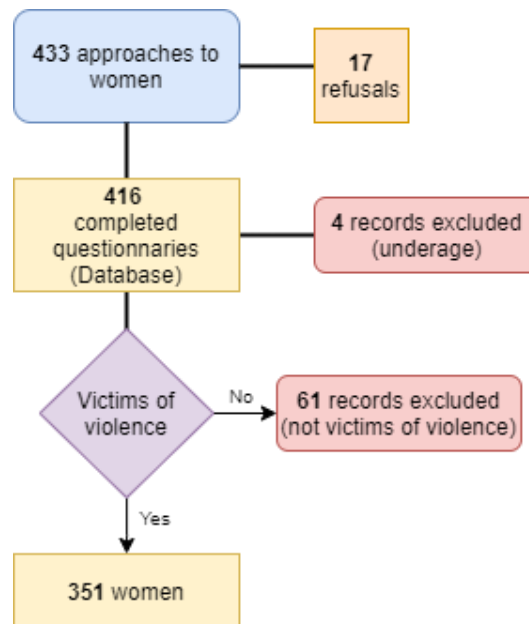 433 approaches to
women
17
refusals
416
completed
questionnaries
(Database)
4 records excluded
(underage)
Victims of
violence
No
61 records excluded
(not victims of violence)
Yes
351 women